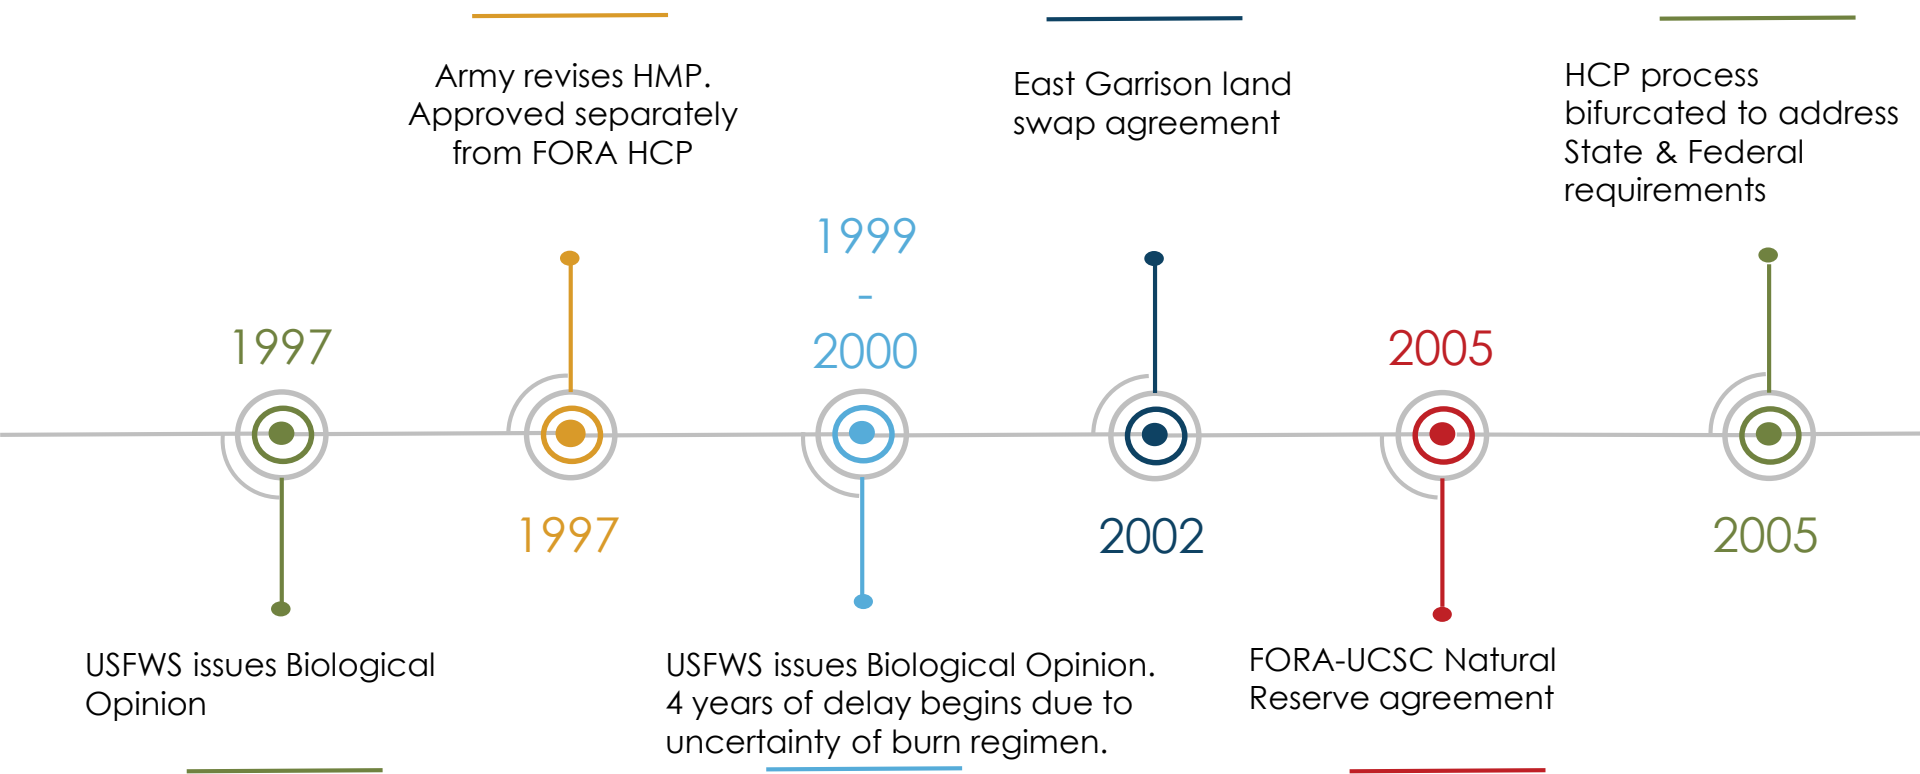 1997
USFWS issues Biological
Opinion
Army revises HMP.
Approved separately
from FORA HCP
1997
1999
-
2000
USFWS issues Biological Opinion.
4 years of delay begins due to
uncertainty of burn regimen.
East Garrison land
swap agreement
2002
2005
FORA-UCSC Natural
Reserve agreement
HCP process
bifurcated to address
State & Federal
requirements
2005